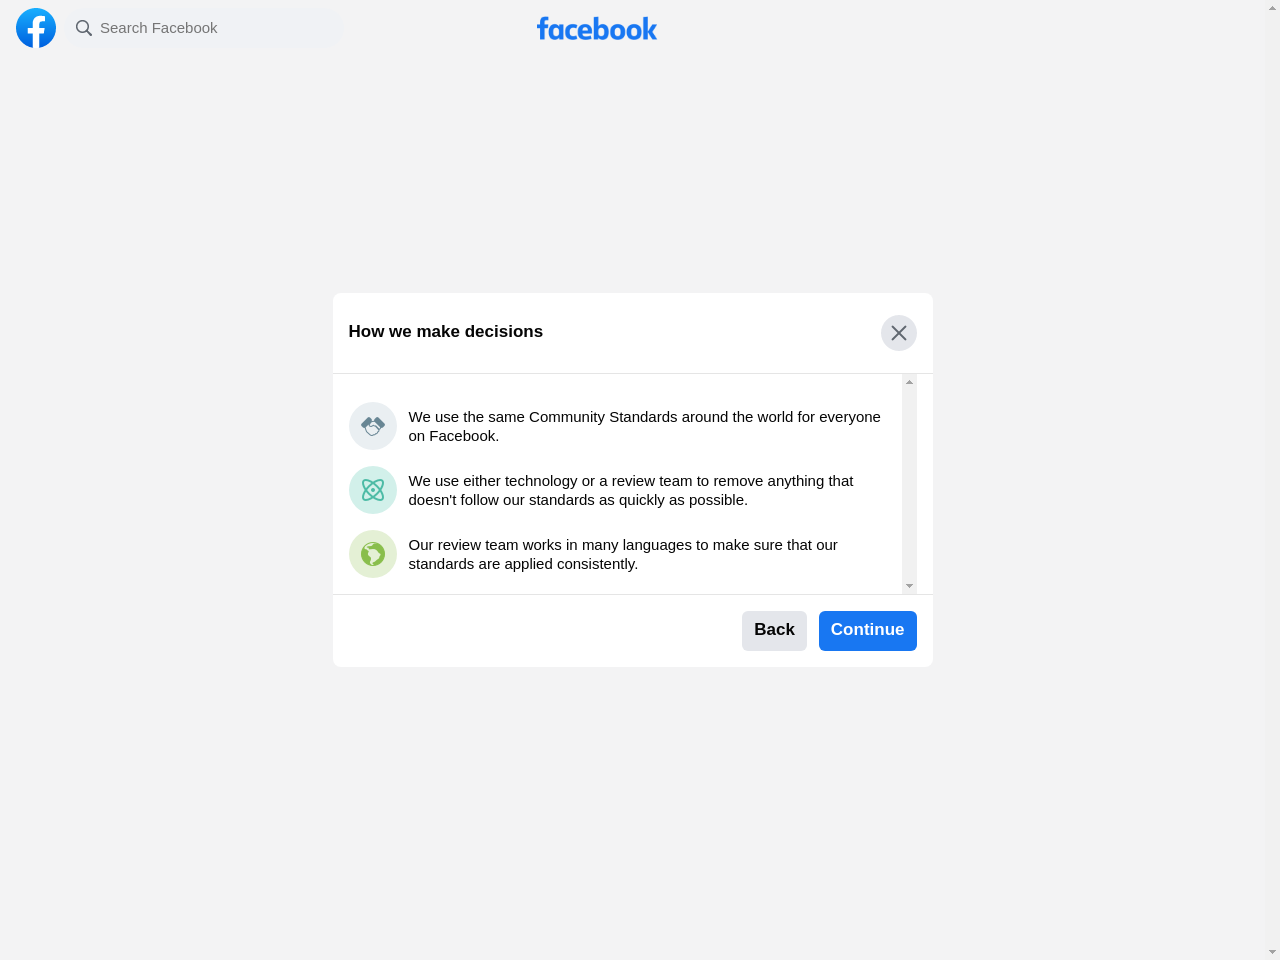 Search Facebook
facebook
How we make decisions
We use the same Community Standards around the world for everyone
on Facebook.
We use either technology or a review team to remove anything that
doesn't follow our standards as quickly as possible.
Our review team works in many languages to make sure that our
standards are applied consistently.
Back
Continue